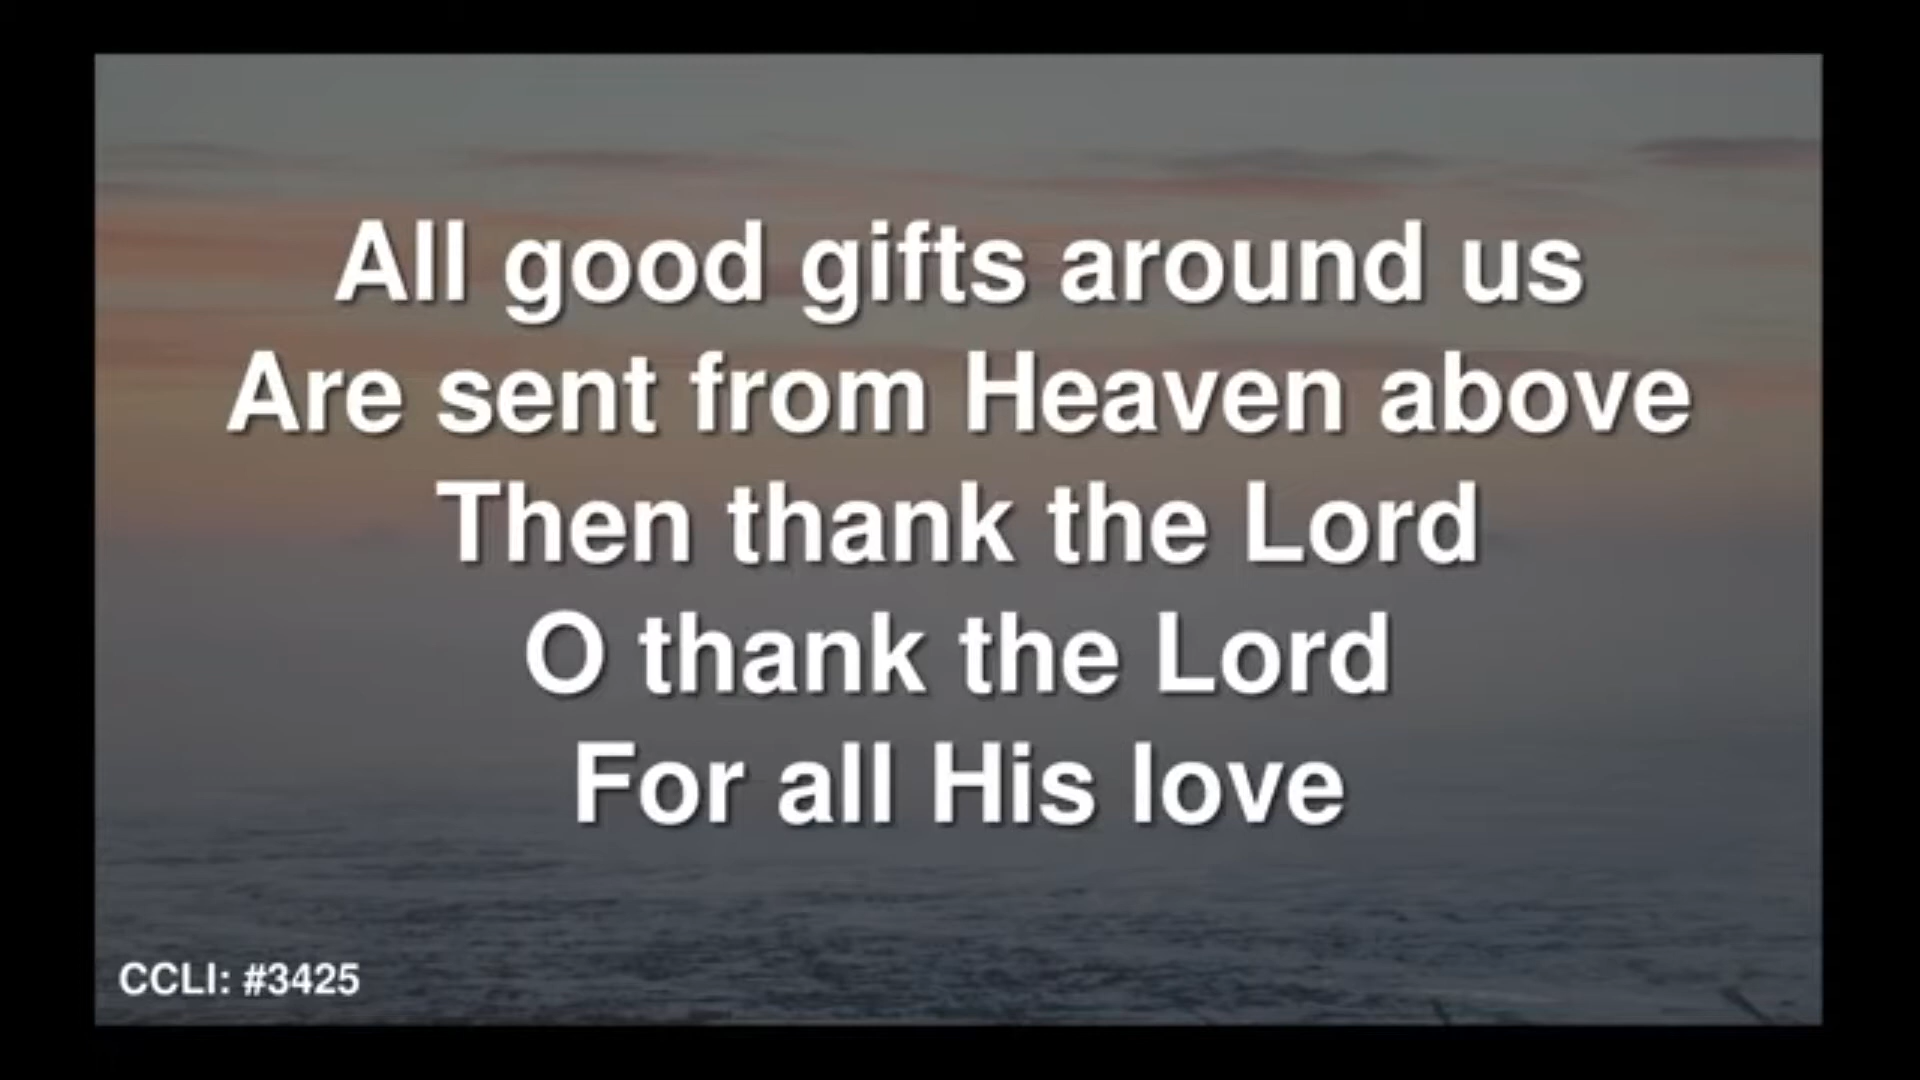 All good gifts around us
Are sent from Heaven above
Then thank the Lord
O thank the Lord
For all His love
CCLI: #3425